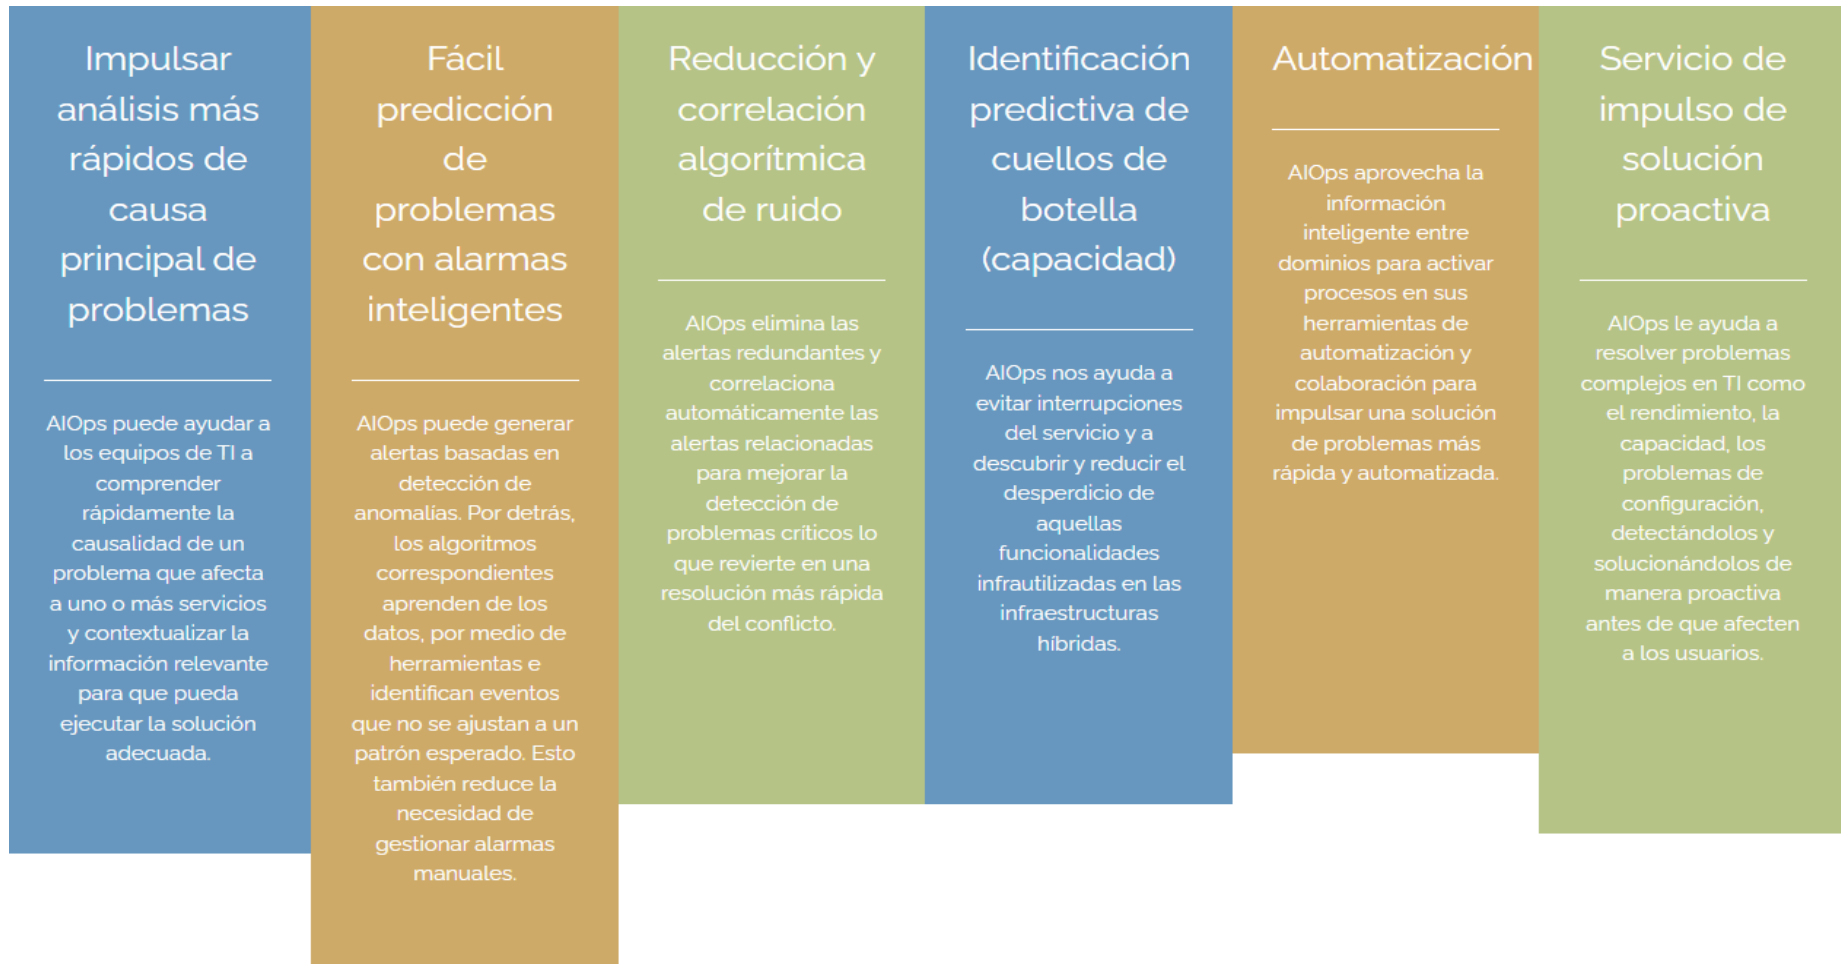 Impulsar
análisis más
rápidos de
causa
principal de
problemas
AIOps puede ayudar a
los equipos de TI a
comprender
rápidamente la
causalidad de un
problema que afecta
a uno o más servicios
y contextualizar la
información relevante
para que pueda
ejecutar la solución
adecuada.
Fácil
predicción
de
problemas
con alarmas
inteligentes
AIOps puede generar
alertas basadas en
detección de
anomalías. Por detrás,
los algoritmos
correspondientes
aprenden de los
datos, por medio de
herramientas e
identifican eventos
que no se ajustan a un
patrón esperado. Esto
también reduce la
necesidad de
gestionar alarmas
manuales.
Reducción y
correlación
algorítmica
de ruido
AIOps elimina las
alertas redundantes y
correlaciona
automáticamente las
alertas relacionadas
para mejorar la
detección de
problemas críticos lo
que revierte en una
resolución más rápida
del conflicto.
Identificación
predictiva de
cuellos de
botella
(capacidad)
AIOps nos ayuda a
evitar interrupciones
del servicio y a
descubrir y reducir el
desperdicio de
aquellas
funcionalidades
infrautilizadas en las
infraestructuras
híbridas.
Automatización
AIOps aprovecha la
información
inteligente entre
dominios para activar
procesos en sus
herramientas de
automatización y
colaboración para
impulsar una solución
de problemas más
rápida y automatizada.
Servicio de
impulso de
solución
proactiva
AIOps le ayuda a
resolver problemas
complejos en TI como
el rendimiento, la
capacidad, los
problemas de
configuración,
detectándolos y
solucionándolos de
manera proactiva
antes de que afecten
a los usuarios.